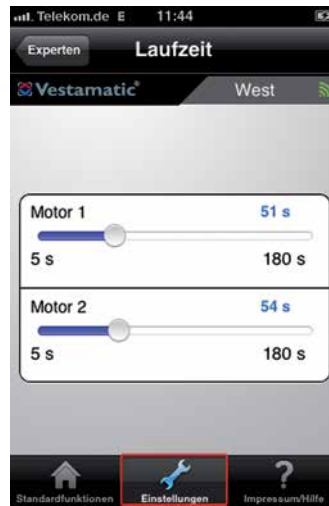 Telekom.de E 11:44
Experten Laufzeit
Vestamatic® West
Motor 1 51 s
5 s 180 s
Motor 2 54 s
5 s 180 s
Standardfunktionen Einstellungen Impressum/Hilfe